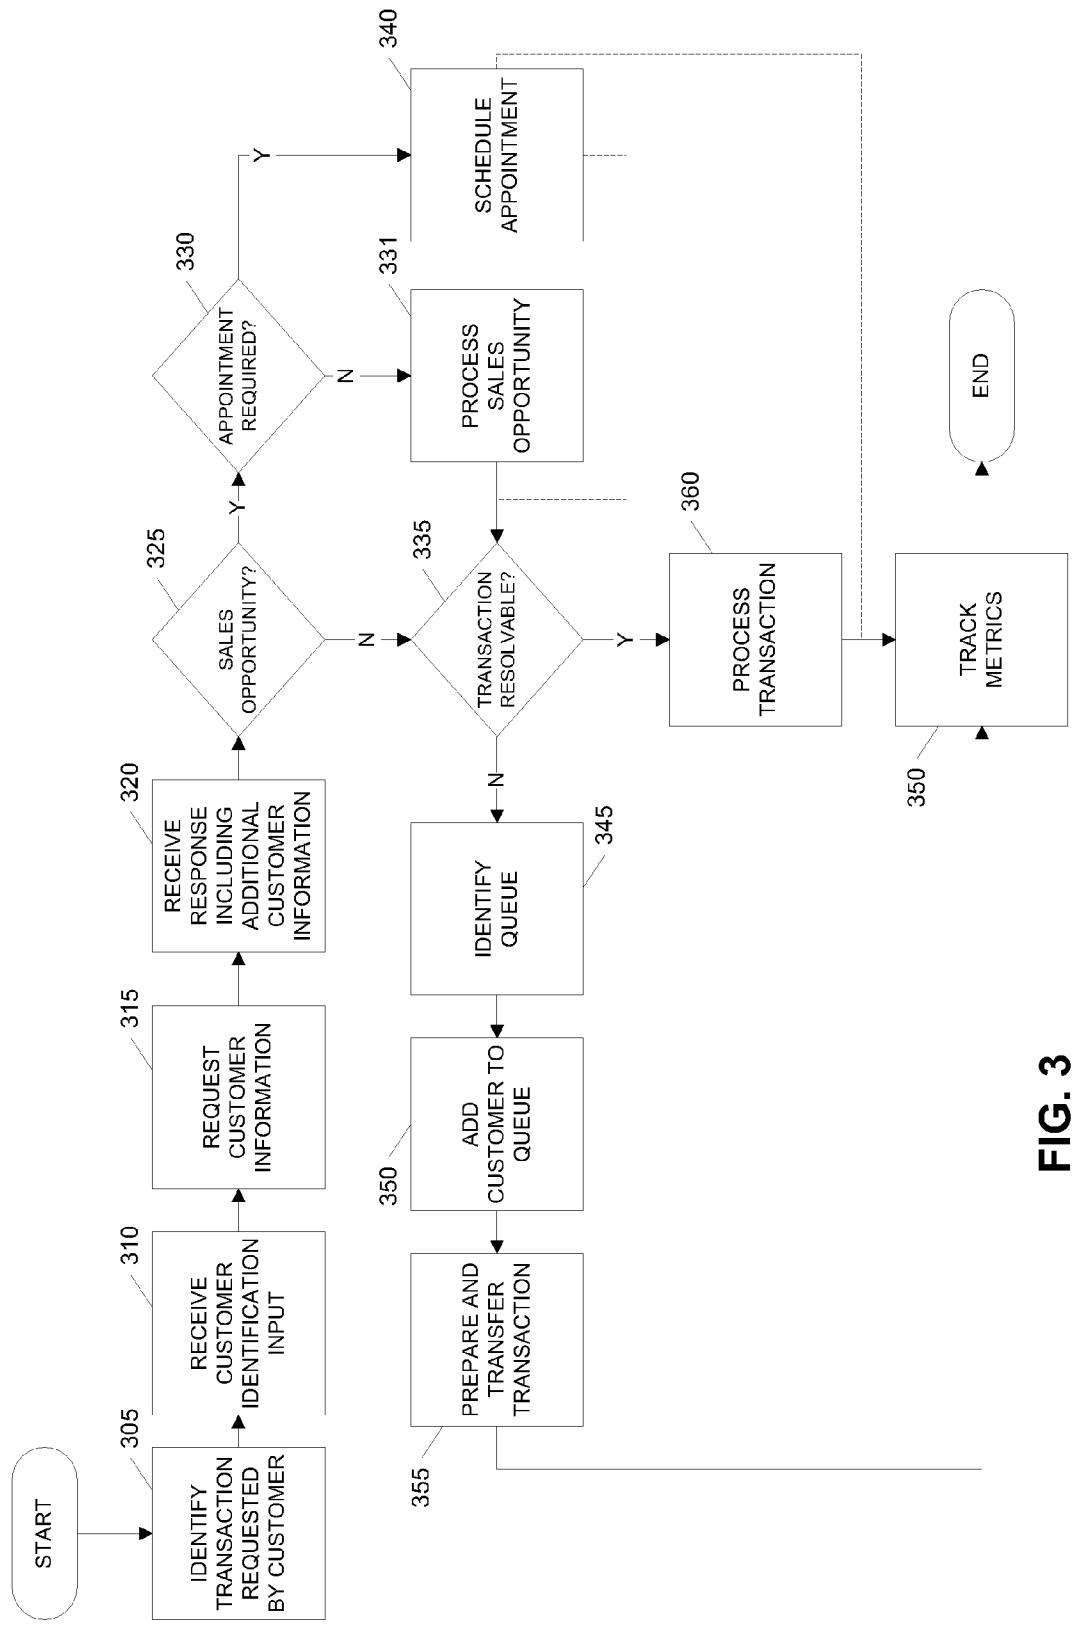 START
305
IDENTIFY
TRANSACTION
REQUESTED
BY CUSTOMER
310
RECEIVE
CUSTOMER
IDENTIFICATION
INPUT
315
REQUEST
CUSTOMER
INFORMATION
320
RECEIVE
RESPONSE
INCLUDING
ADDITIONAL
CUSTOMER
INFORMATION
325
SALES
OPPORTUNITY?
Y
N
330
APPOINTMENT
REQUIRED?
Y
N
355
PREPARE AND
TRANSFER
TRANSACTION
350
ADD
CUSTOMER TO
QUEUE
345
IDENTIFY
QUEUE
N
335
TRANSACTION
RESOLVABLE?
Y
331
PROCESS
SALES
OPPORTUNITY
340
SCHEDULE
APPOINTMENT
360
PROCESS
TRANSACTION
350
TRACK
METRICS
END
FIG. 3